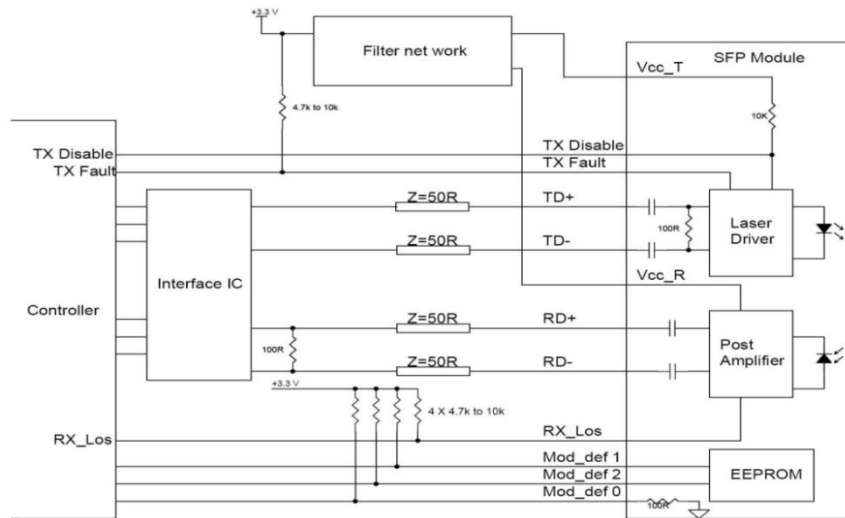 +3.3 V
Filter net work
SFP Module
Vcc_T
4.7k to 10k
10K
TX Disable
TX Disable
TX Fault
TX Fault
Z=50R
TD+
100R
Laser
Driver
Z=50R
TD-
Vcc_R
Interface IC
Controller
Z=50R
RD+
100R
Post
Amplifier
Z=50R
RD-
+3.3 V
4 X 4.7k to 10k
RX_Los
RX_Los
Mod_def 1
Mod_def 2
EEPROM
Mod_def 0
100R